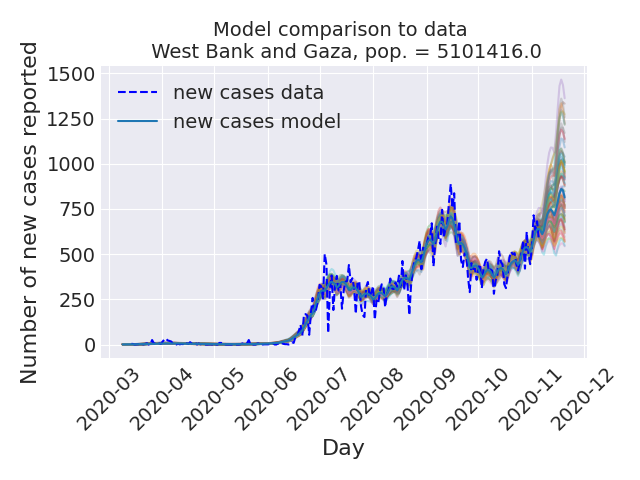 Model comparison to data
West Bank and Gaza, pop. = 5101416.0
Number of new cases reported
1500
1250
1000
750
500
250
0
new cases data
new cases model
2020-03
2020-04
2020-05
2020-06
2020-07
2020-08
2020-09
2020-10
2020-11
2020-12
Day